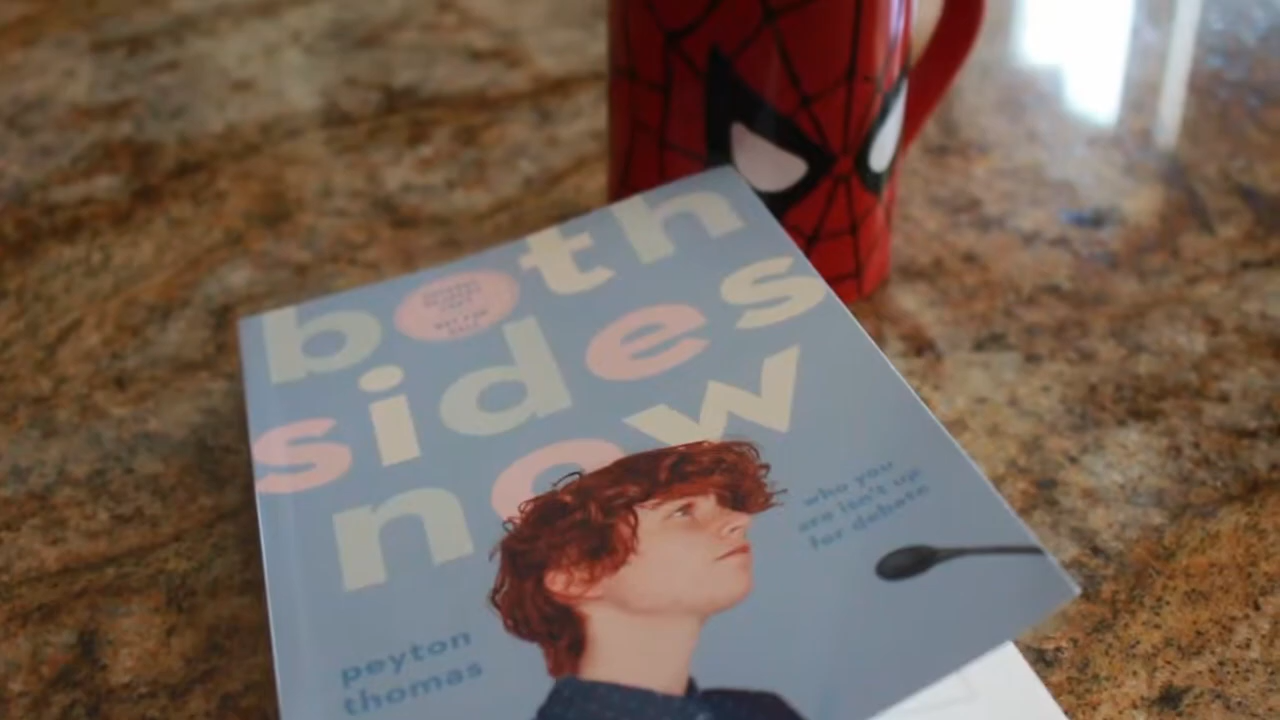 both
sides
now
who you
are isn't up
for debate
peyton
thomas